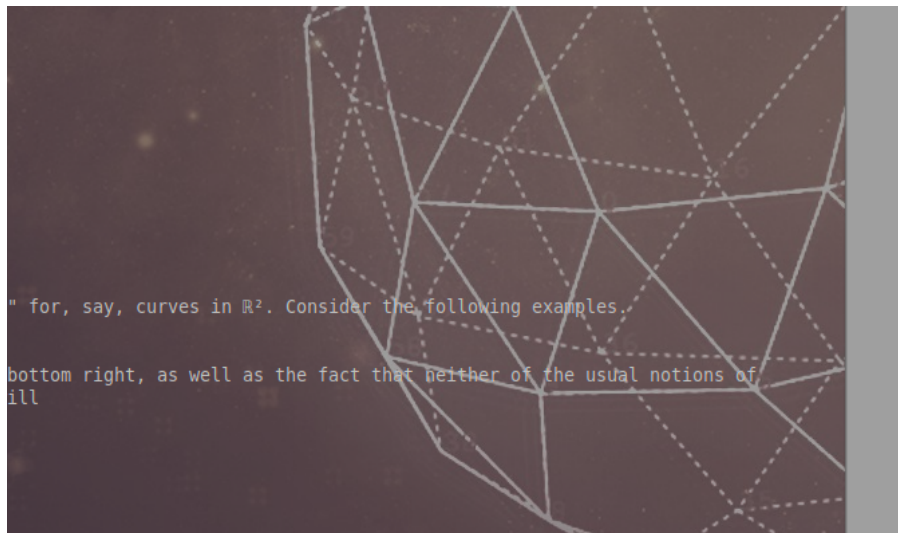 " for, say, curves in ℝ². Consider the following examples.
bottom right, as well as the fact that neither of the usual notions of
ill